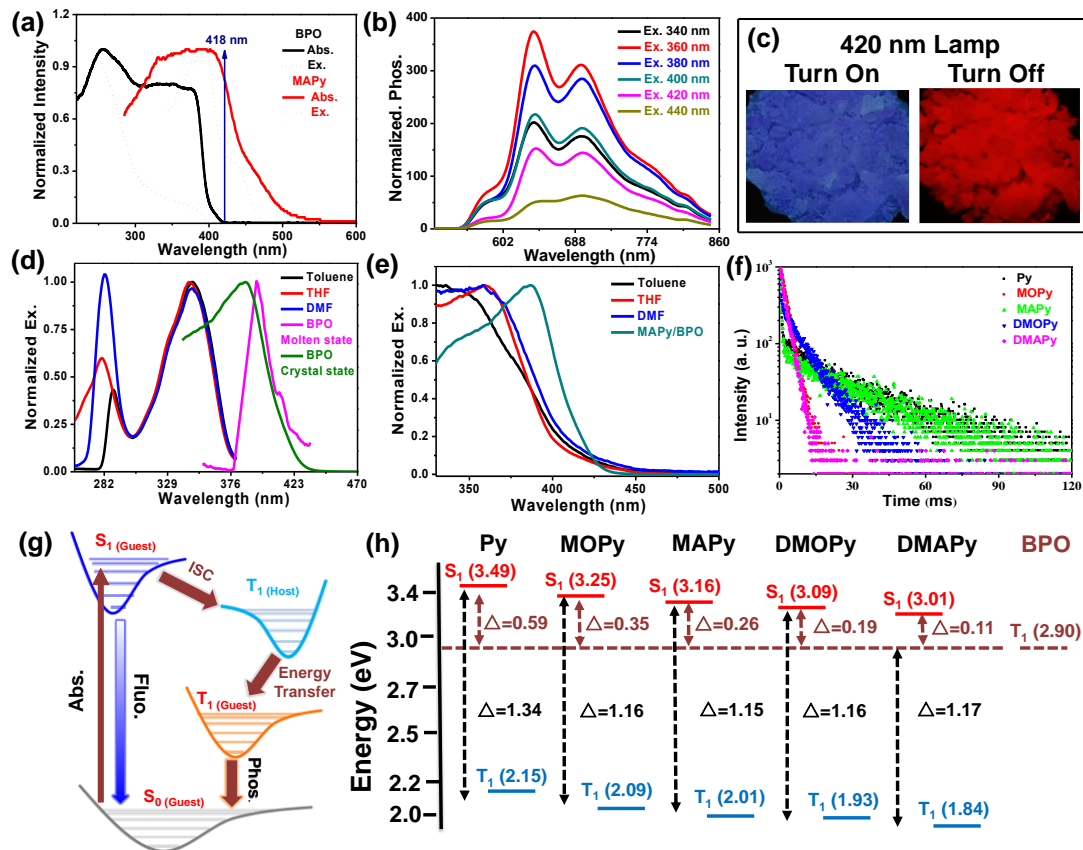 (a)
Normalized Intensity
1.2
0.9
0.6
0.3
0.0
300
400
500
600
Wavelength (nm)
418 nm
BPO
Abs.
Ex.
MAPy
Abs.
Ex.
(b)
Normalized. Phos.
400
350
300
250
200
150
100
50
0
602
688
774
860
Wavelength (nm)
Ex. 340 nm
Ex. 360 nm
Ex. 380 nm
Ex. 400 nm
Ex. 420 nm
Ex. 440 nm
(c)
420 nm Lamp
Turn On Turn Off
(d)
Normalized Ex.
1.00
0.75
0.50
0.25
0.00
282
329
376
423
470
Wavelength (nm)
Toluene
THF
DMF
BPO
Molten state
BPO
Crystal state
(e)
Normalized Ex.
1.0
0.8
0.6
0.4
0.2
0.0
350
400
450
500
Wavelength (nm)
Toluene
THF
DMF
MAPy/BPO
(f)
Intensity (a. u.)
10³
10²
10¹
0
30
60
90
120
Time (ms)
Py
MOPy
MAPy
DMOPy
DMAPy
(g)
S1 (Guest)
ISC
T1 (Host)
Energy
Transfer
T1 (Guest)
Abs.
Fluo.
Phos.
S0 (Guest)
(h)
Py MOPy MAPy DMOPy DMAPy BPO
Energy (eV)
3.4
3.0
2.7
2.5
2.2
2.0
S1 (3.49) S1 (3.25) S1 (3.16) S1 (3.09) S1 (3.01)
△=0.59 △=0.35 △=0.26 △=0.19 △=0.11 T1 (2.90)
△=1.34 △=1.16 △=1.15 △=1.16 △=1.17
T1 (2.15) T1 (2.09) T1 (2.01) T1 (1.93) T1 (1.84)